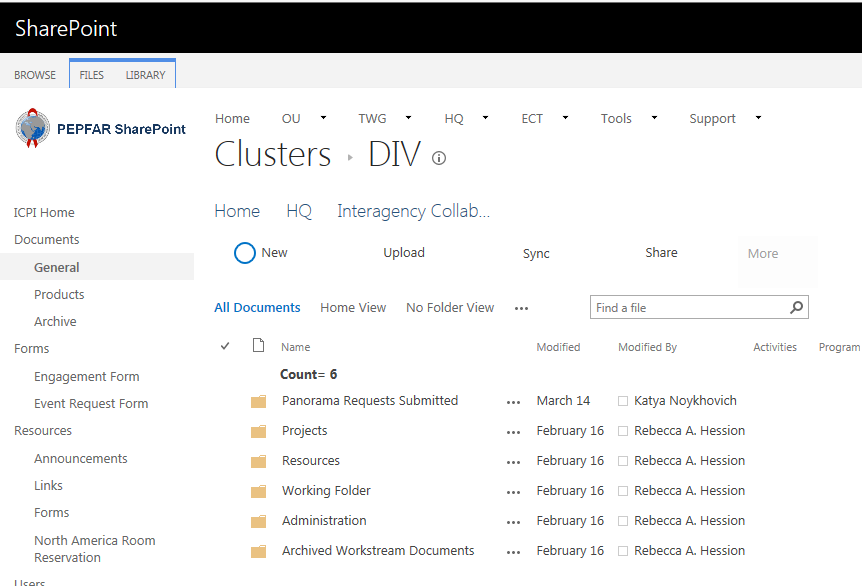 SharePoint
BROWSE FILES LIBRARY
PEPFAR SharePoint
Home OU TWG HQ ECT Tools Support
Clusters DIV
Home HQ Interagency Collab...
New Upload Sync Share More
All Documents Home View No Folder View ...
Find a file
ICPI Home
Documents
General
Products
Archive
Forms
Engagement Form
Event Request Form
Resources
Announcements
Links
Forms
North America Room
Reservation
Users
Name Modified Modified By Activities Program
Count= 6
Panorama Requests Submitted ... March 14 Katya Noykhovich
Projects ... February 16 Rebecca A. Hession
Resources ... February 16 Rebecca A. Hession
Working Folder ... February 16 Rebecca A. Hession
Administration ... February 16 Rebecca A. Hession
Archived Workstream Documents ... February 16 Rebecca A. Hession